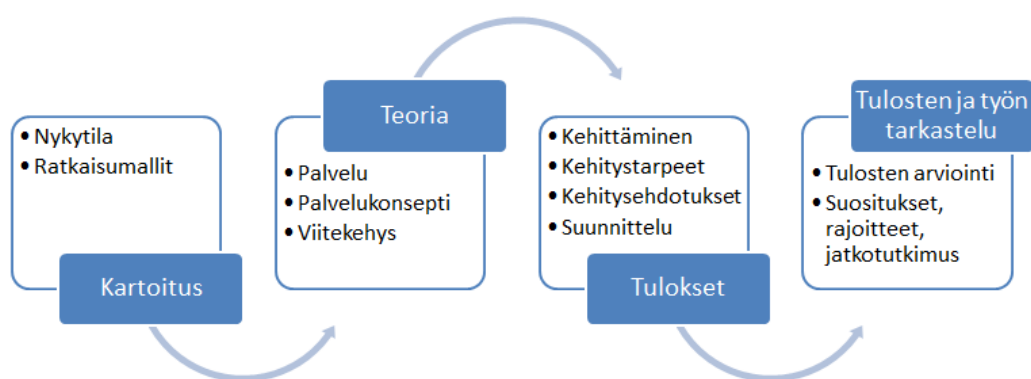 • Nykytila
• Ratkaisumallit
Kartoitus
Teoria
• Palvelu
• Palvelukonsepti
• Viitekehys
• Kehittäminen
• Kehitystarpeet
• Kehitysehdotukset
• Suunnittelu
Tulokset
Tulosten ja työn
tarkastelu
• Tulosten arviointi
• Suositukset,
rajoitteet,
jatkotutkimus